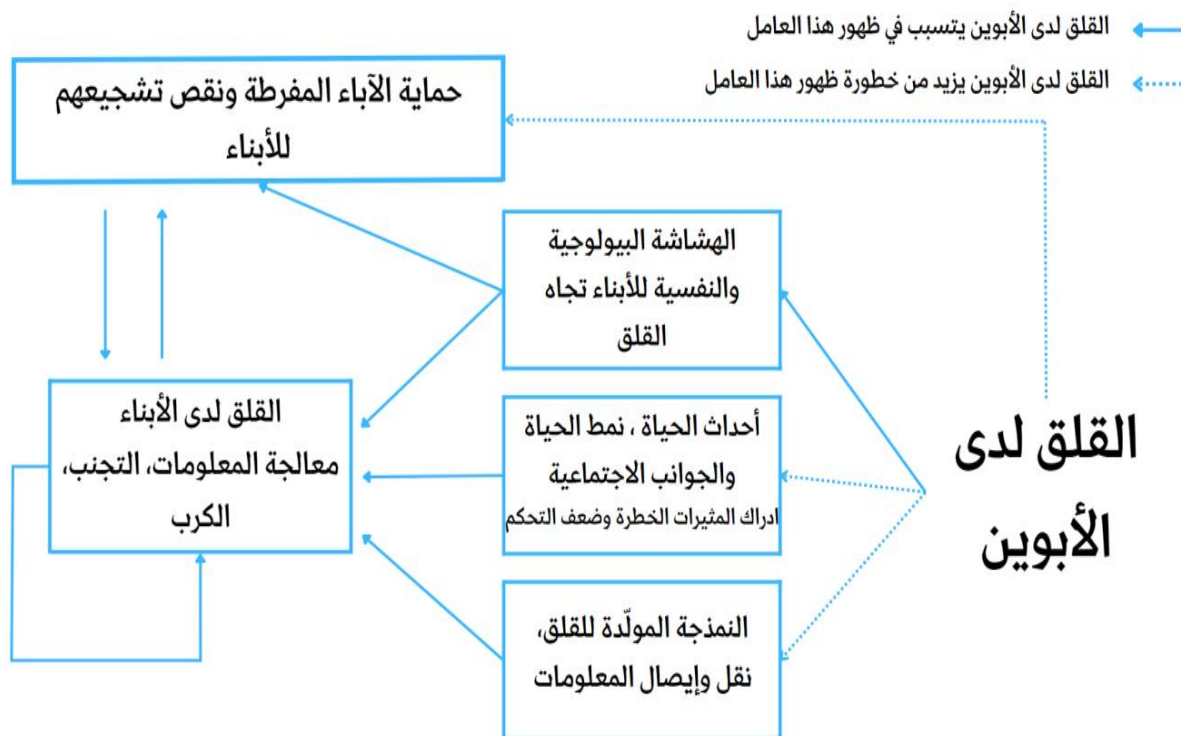 القلق لدى الأبوين يتسبب في ظهور هذا العامل
القلق لدى الأبوين يزيد من خطورة ظهور هذا العامل
حماية الآباء المفرطة ونقص تشجيعهم
للأبناء
الهشاشة البيولوجية
والنفسية للأبناء تجاه
القلق
القلق لدى
الأبوين
أحداث الحياة ، نمط الحياة
والجوانب الاجتماعية
ادراك المثيرات الخطرة وضعف التحكم
القلق لدى الأبناء
معالجة المعلومات، التجنب،
الكرب
النمذجة المولّدة للقلق،
نقل وإيصال المعلومات